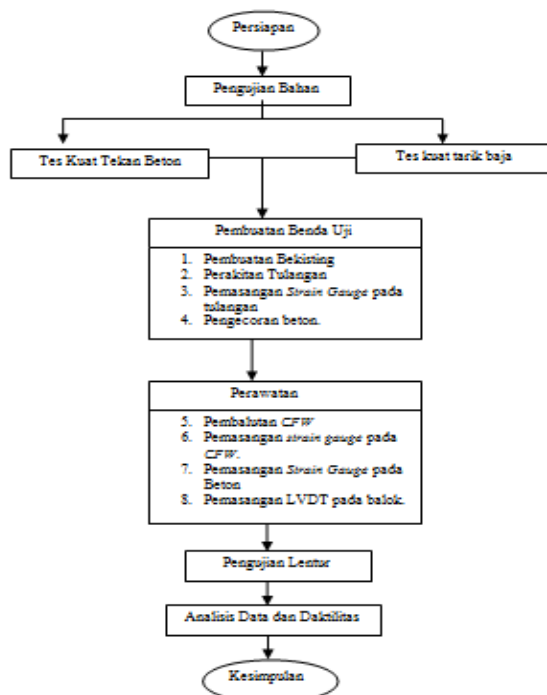 Persiapan
Pengujian Bahan
Tes Kuat Tekan Beton
Tes kuat tarik baja
Pembuatan Benda Uji
1. Pembuatan Bekisting
2. Perakitan Tulangan
3. Pemasangan Strain Gauge pada
tulangan
4. Pengecoran beton.
Perawatan
5. Pembalutan CFW
6. Pemasangan strain gauge pada
CFW.
7. Pemasangan Strain Gauge pada
Beton
8. Pemasangan LVDT pada balok.
Pengujian Lentur
Analisis Data dan Daktilitas
Kesimpulan